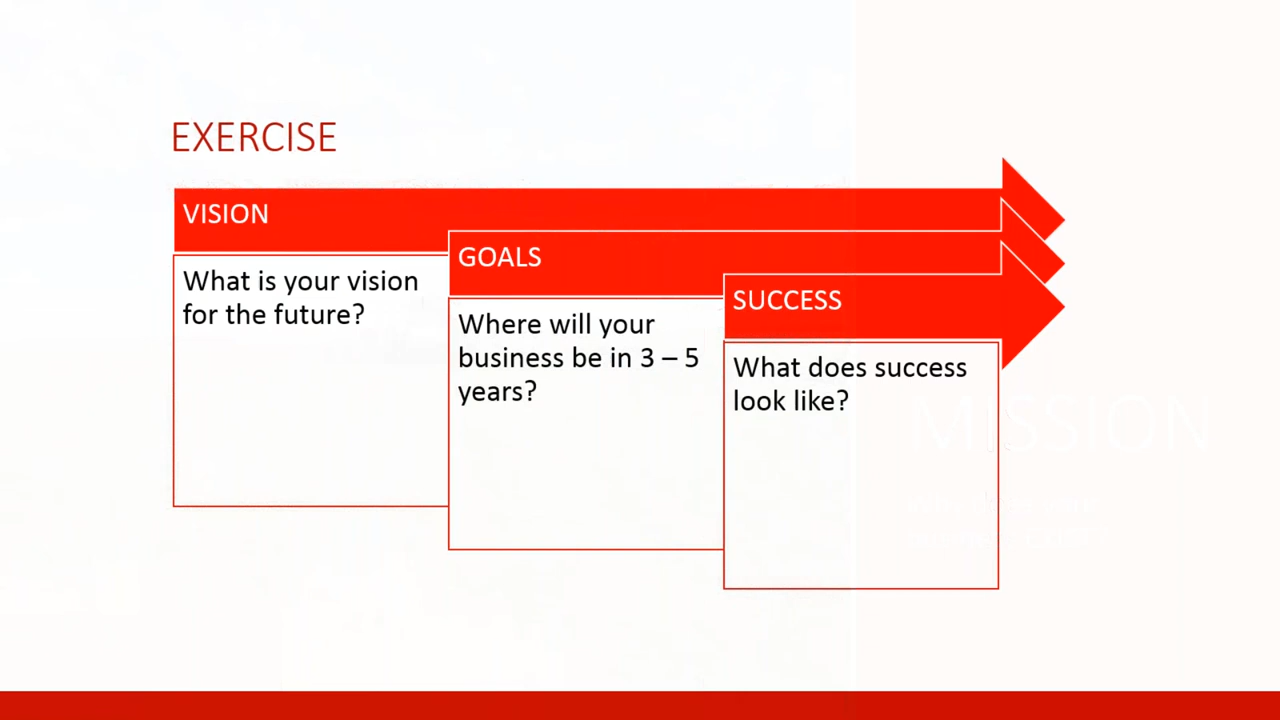 EXERCISE
VISION
What is your vision
for the future?
GOALS
Where will your
business be in 3 – 5
years?
SUCCESS
What does success
look like?
MISSION